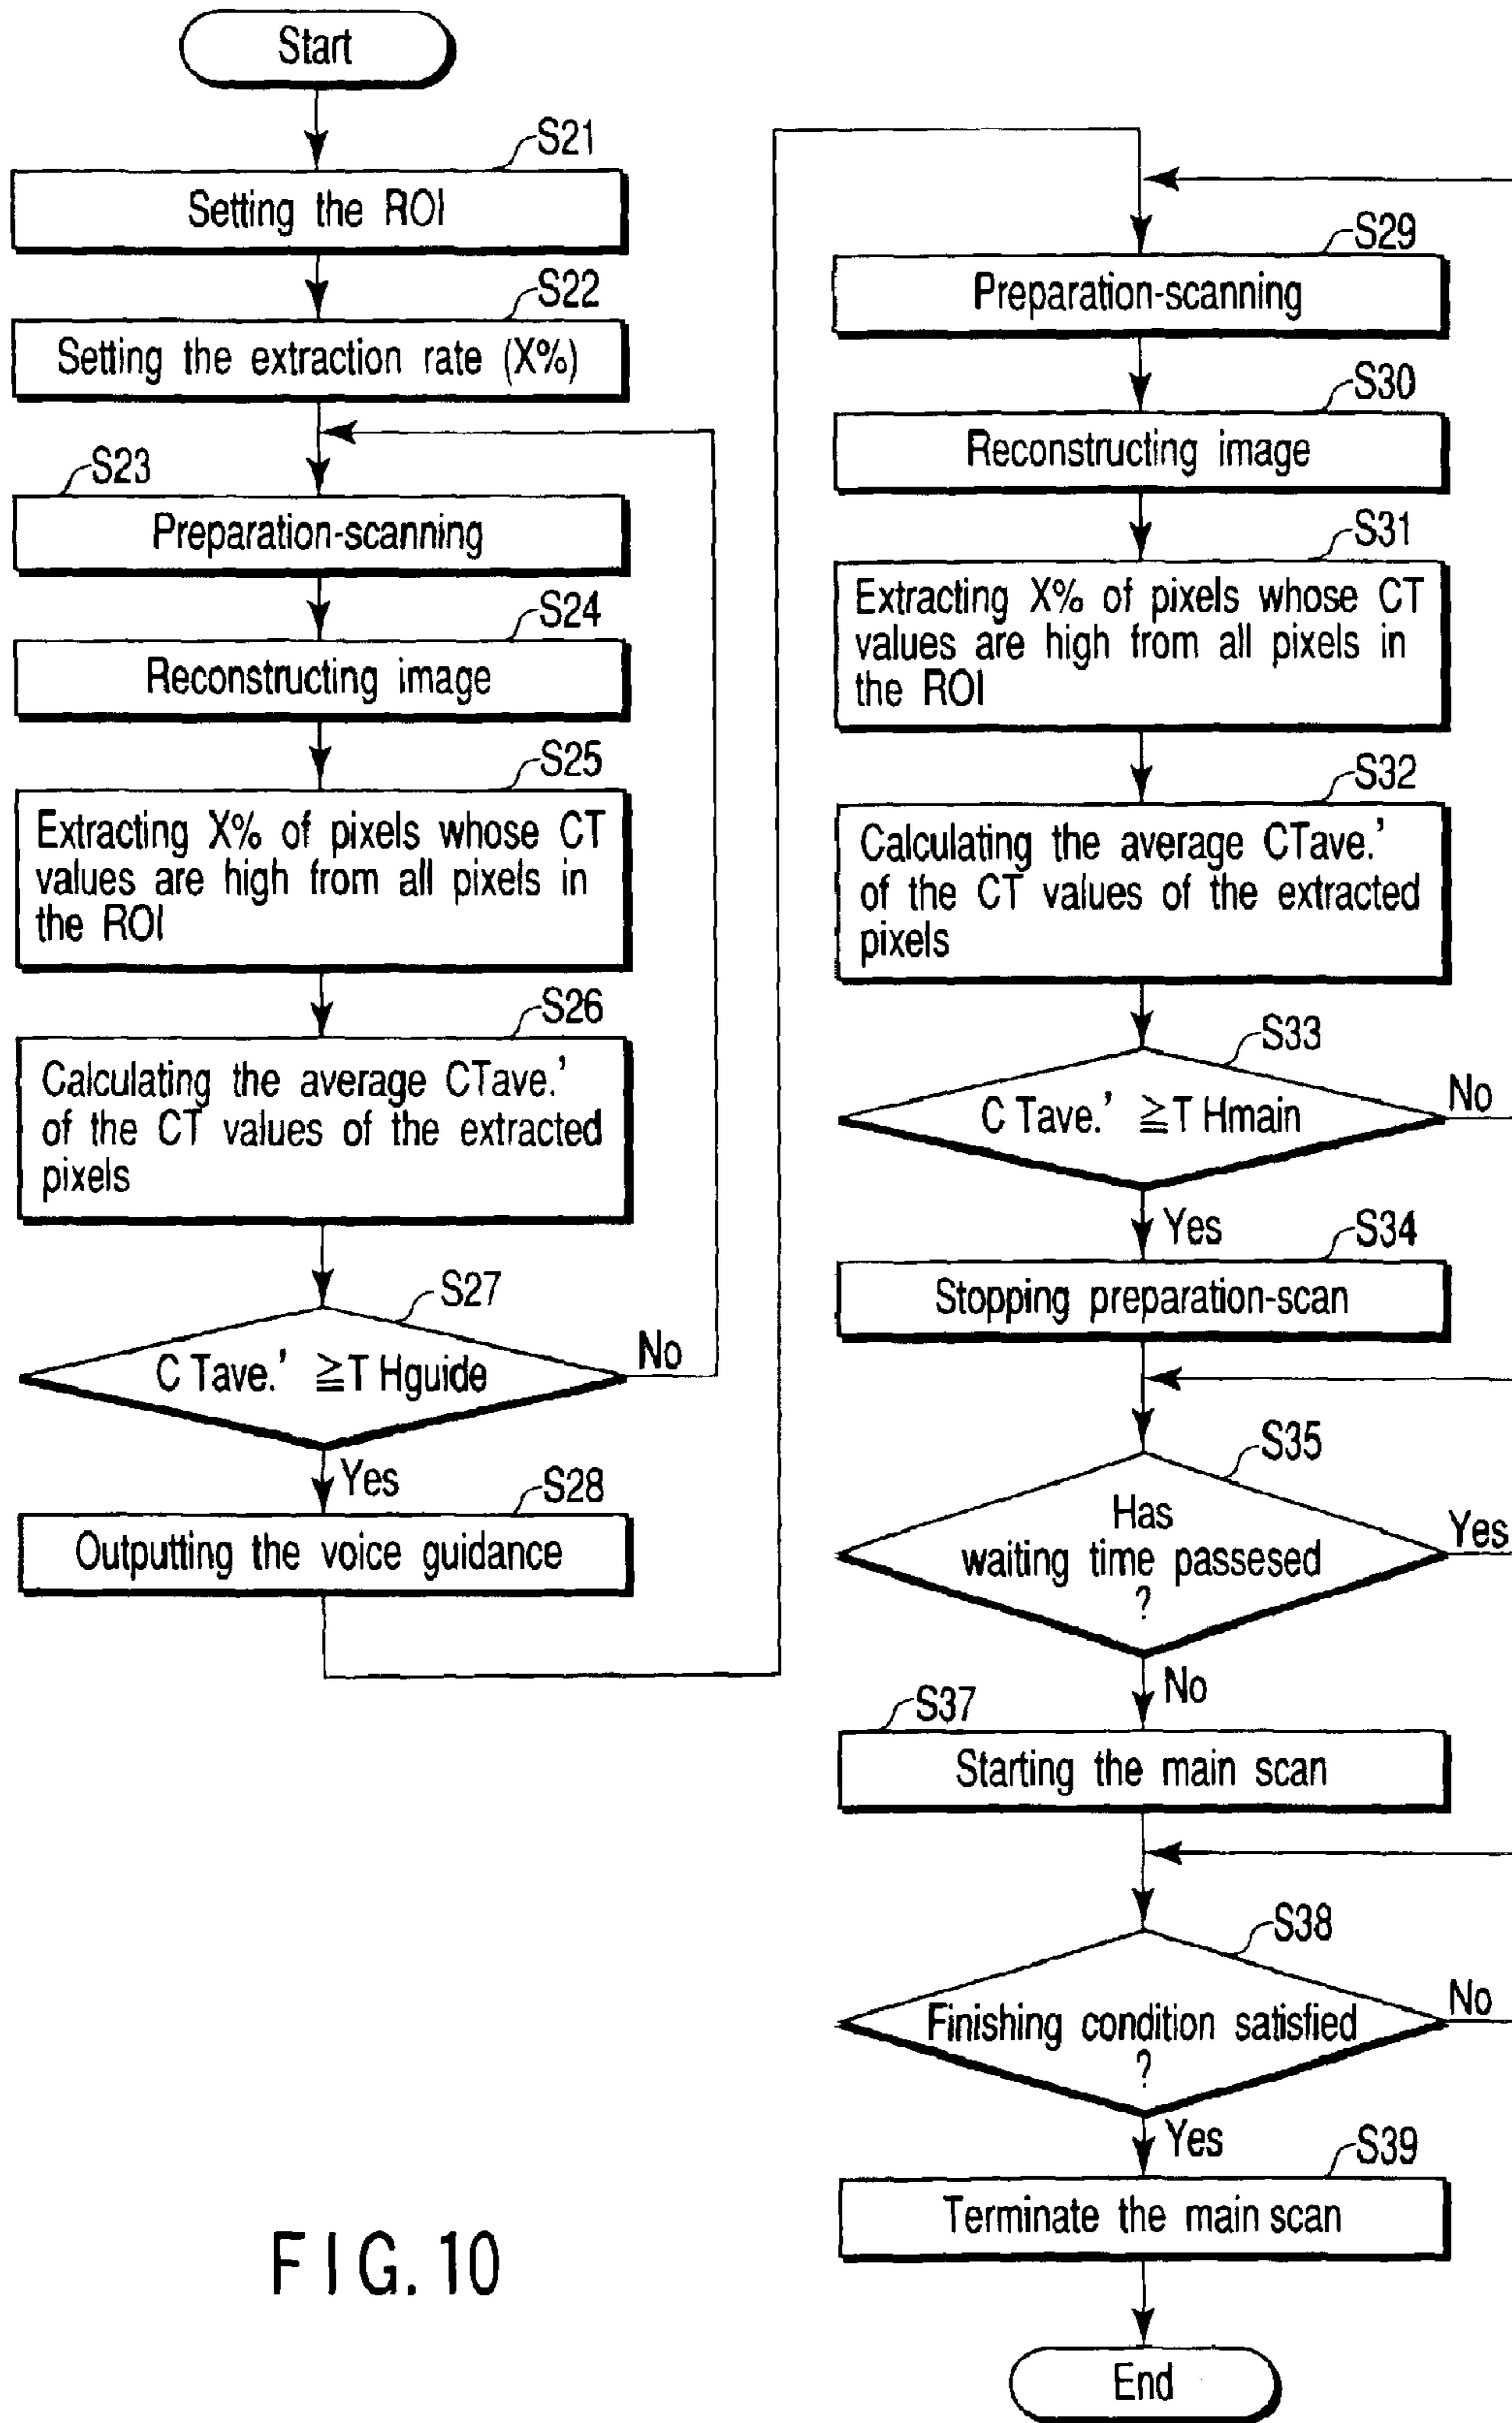 Start
S21
Setting the ROI
S22
Setting the extraction rate (X%)
S23
Preparation-scanning
S24
Reconstructing image
S25
Extracting X% of pixels whose CT
values are high from all pixels in
the ROI
S26
Calculating the average CTave.'
of the CT values of the extracted
pixels
S27
C Tave.' ≧T Hguide
No
Yes
S28
Outputting the voice guidance
S29
Preparation-scanning
S30
Reconstructing image
S31
Extracting X% of pixels whose CT
values are high from all pixels in
the ROI
S32
Calculating the average CTave.'
of the CT values of the extracted
pixels
S33
C Tave.' ≧T Hmain
No
Yes
S34
Stopping preparation-scan
S35
Has
waiting time passesed
?
Yes
No
S37
Starting the main scan
S38
Finishing condition satisfied
?
No
Yes
S39
Terminate the main scan
End
FIG. 10